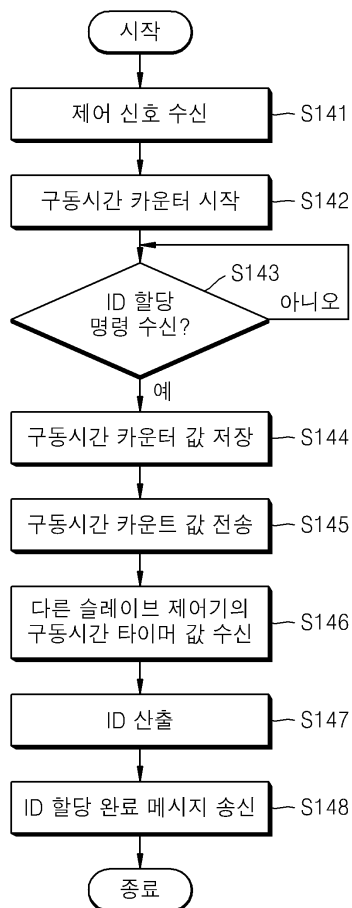 시작
제어 신호 수신
S141
구동시간 카운터 시작
S142
S143
ID 할당
명령 수신?
아니오
예
구동시간 카운터 값 저장
S144
구동시간 카운트 값 전송
S145
다른 슬레이브 제어기의
구동시간 타이머 값 수신
S146
ID 산출
S147
ID 할당 완료 메시지 송신
S148
종료